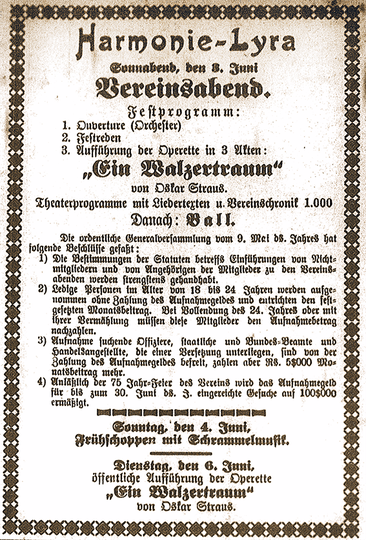 Harmonie-Lyra
Sonnabend, den 3. Juni
Vereinsabend.
Festprogramm:
1. Ouverture (Orchester)
2. Festreden
3. Aufführung der Operette in 3 Akten:
„Ein Walzertraum“
von Oskar Straus.
Theaterprogramme mit Liedertexten u. Vereinschronik 1.000
Danach: Ball.
Die ordentliche Generalversammlung vom 9. Mai ds. Jahres hat
folgende Beschlüsse gefaßt:
1) Die Bestimmungen der Statuten betreffs Einführungen von Nicht-
mitgliedern und von Angehörigen der Mitglieder zu den Vereins-
abenden werden strengstens gehandhabt.
2) Ledige Personen im Alter von 18 bis 24 Jahren werden aufge-
nommen ohne Zahlung des Aufnahmegeldes und entrichten den fest-
gesetzten Monatsbeitrag. Bei Vollendung des 24. Jahres oder mit
ihrer Vermählung müssen diese Mitglieder den Aufnahmebetrag
nachzahlen.
3) Aufnahme suchende Offiziere, staatliche und Bundes-Beamte und
Handelsangestellte, die einer Versetzung unterliegen, sind von der
Zahlung des Aufnahmegeldes befreit, zahlen aber Rs. 5$000 Mo-
natsbeitrag mehr.
4) Anläßlich der 75 Jahr-Feier des Vereins wird das Aufnahmegeld
für bis zum 30. Juni ds. J. eingereichte Gesuche auf 100$000
ermäßigt.
Sonntag, den 4. Juni,
Frühschoppen mit Schrammelmusik.
Dienstag, den 6. Juni,
öffentliche Aufführung der Operette
„Ein Walzertraum“
von Oskar Straus.